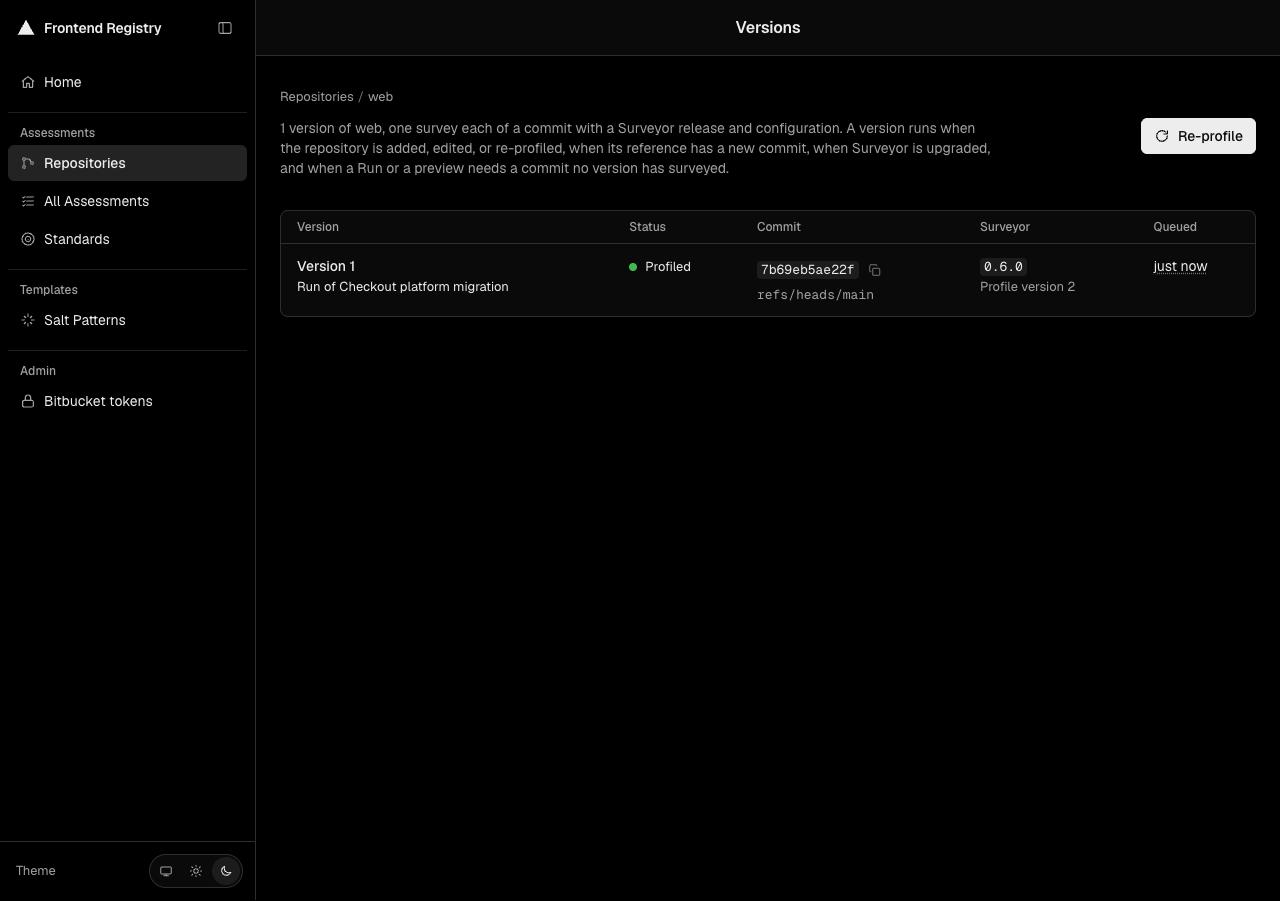 Frontend Registry
Versions
Home
Assessments
Repositories
All Assessments
Standards
Templates
Salt Patterns
Admin
Bitbucket tokens
Theme
Repositories / web
1 version of web, one survey each of a commit with a Surveyor release and configuration. A version runs when
the repository is added, edited, or re-profiled, when its reference has a new commit, when Surveyor is upgraded,
and when a Run or a preview needs a commit no version has surveyed.
Re-profile
Version Status Commit Surveyor Queued
Version 1 Profiled 7b69eb5ae22f 0.6.0 just now
Run of Checkout platform migration refs/heads/main Profile version 2